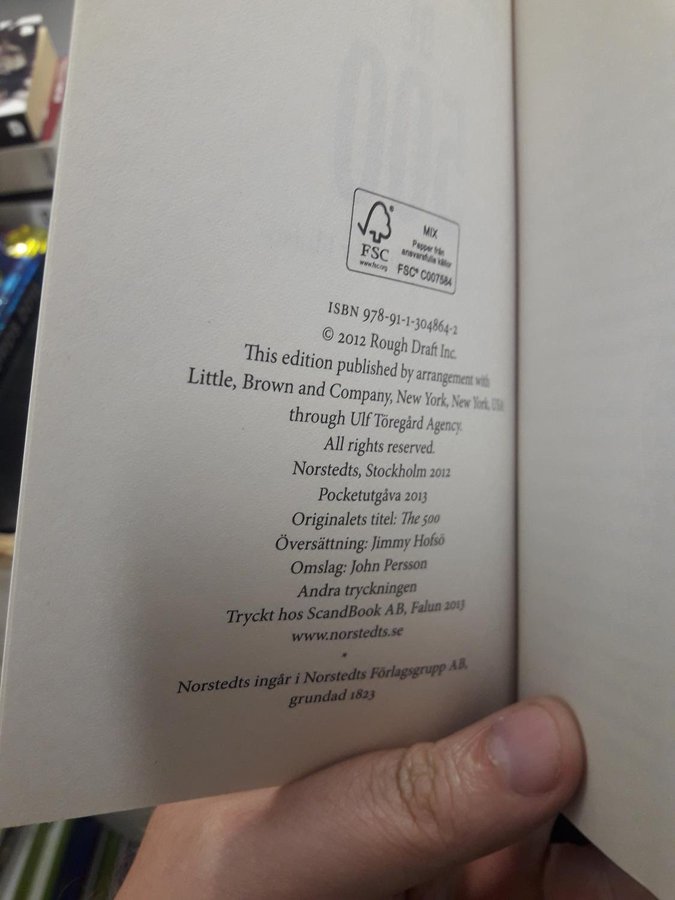 FSC®
www.fsc.org
MIX
Papper från
ansvarsfulla källor
FSC® C007584
ISBN 978-91-1-304864-2
© 2012 Rough Draft Inc.
This edition published by arrangement with
Little, Brown and Company, New York, New York, USA
through Ulf Töregård Agency.
All rights reserved.
Norstedts, Stockholm 2012
Pocketutgåva 2013
Originalets titel: The 500
Översättning: Jimmy Hofsö
Omslag: John Persson
Andra tryckningen
Tryckt hos ScandBook AB, Falun 2013
www.norstedts.se
*
Norstedts ingår i Norstedts Förlagsgrupp AB,
grundad 1823